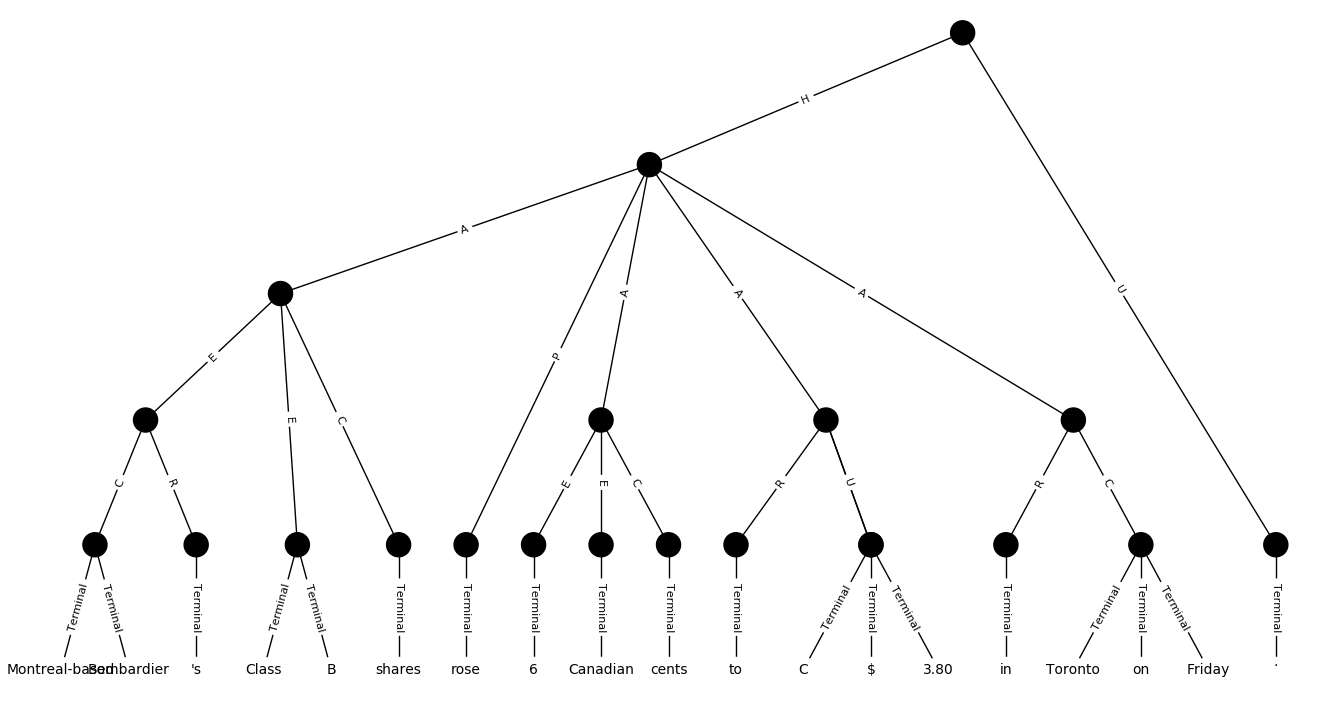 H
A
U
A P A A A
E E C
E E C
C R R U R C
Terminal Terminal Terminal Terminal Terminal Terminal Terminal Terminal Terminal Terminal Terminal Terminal Terminal Terminal Terminal Terminal Terminal Terminal Terminal
Montreal-based Bombardier 's Class B shares rose 6 Canadian cents to C $ 3.80 in Toronto on Friday .